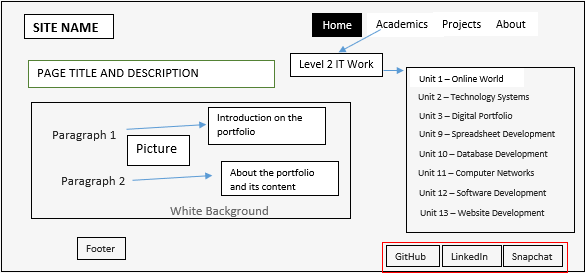 SITE NAME
Home Academics Projects About
Level 2 IT Work
PAGE TITLE AND DESCRIPTION
Unit 1 – Online World
Unit 2 – Technology Systems
Unit 3 – Digital Portfolio
Unit 9 – Spreadsheet Development
Unit 10 – Database Development
Unit 11 – Computer Networks
Unit 12 – Software Development
Unit 13 – Website Development
Paragraph 1
Introduction on the
portfolio
Picture
Paragraph 2
About the portfolio
and its content
White Background
Footer
GitHub LinkedIn Snapchat